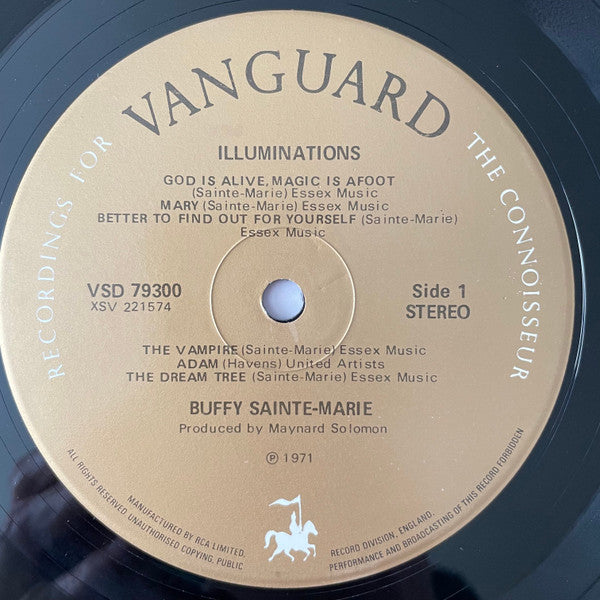 VANGUARD
RECORDINGS FOR
THE CONNOISSEUR
ILLUMINATIONS
GOD IS ALIVE, MAGIC IS AFOOT
(Sainte-Marie) Essex Music
MARY (Sainte-Marie) Essex Music
BETTER TO FIND OUT FOR YOURSELF (Sainte-Marie)
Essex Music
VSD 79300
XSV 221574
Side 1
STEREO
THE VAMPIRE (Sainte-Marie) Essex Music
ADAM (Havens) United Artists
THE DREAM TREE (Sainte-Marie) Essex Music
BUFFY SAINTE-MARIE
Produced by Maynard Solomon
℗ 1971
MANUFACTURED BY RCA LIMITED, RECORD DIVISION, ENGLAND.
ALL RIGHTS RESERVED. UNAUTHORISED COPYING, PUBLIC PERFORMANCE AND BROADCASTING OF THIS RECORD FORBIDDEN